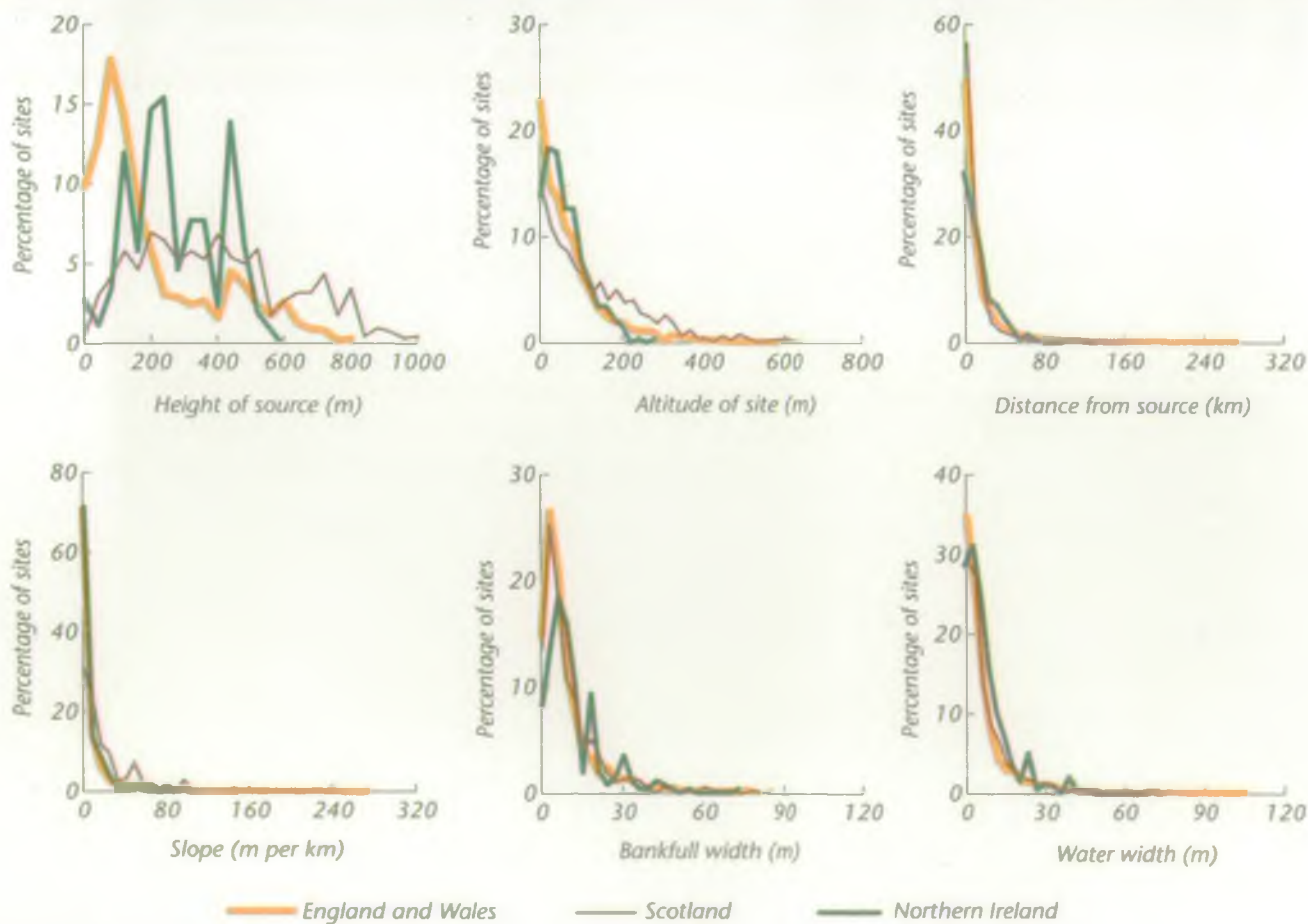 20
15
10
5
0
Percentage of sites
0 200 400 600 800 1000
Height of source (m)
30
20
10
0
Percentage of sites
0 200 400 600 800
Altitude of site (m)
60
40
20
0
Percentage of sites
0 80 160 240 320
Distance from source (km)
80
60
40
20
0
Percentage of sites
0 80 160 240 320
Slope (m per km)
30
20
10
0
Percentage of sites
0 30 60 90 120
Bankfull width (m)
40
30
20
10
0
Percentage of sites
0 30 60 90 120
Water width (m)
England and Wales Scotland Northern Ireland